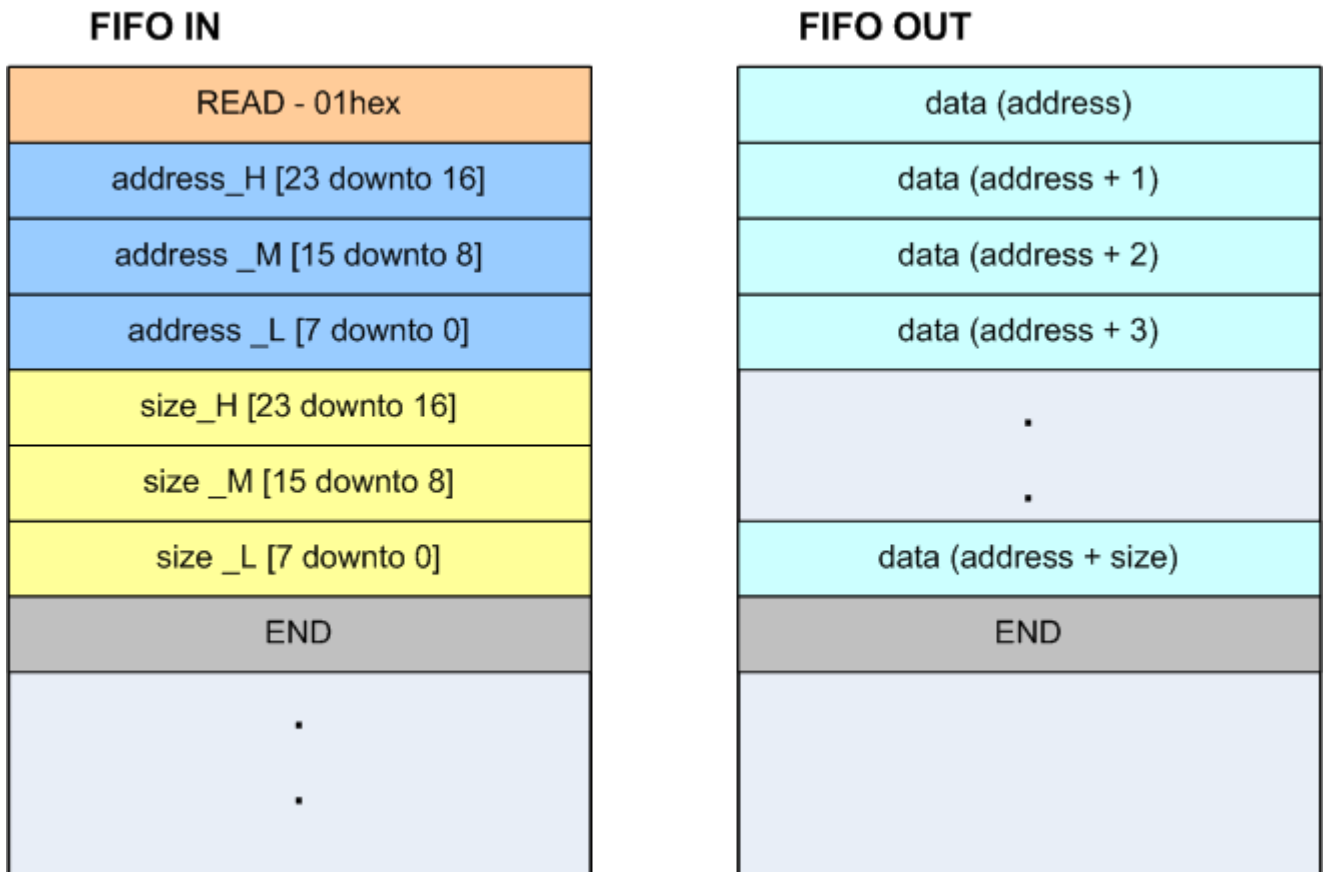 FIFO IN
READ - 01hex
address_H [23 downto 16]
address _M [15 downto 8]
address _L [7 downto 0]
size_H [23 downto 16]
size _M [15 downto 8]
size _L [7 downto 0]
END
.
.
FIFO OUT
data (address)
data (address + 1)
data (address + 2)
data (address + 3)
.
.
data (address + size)
END